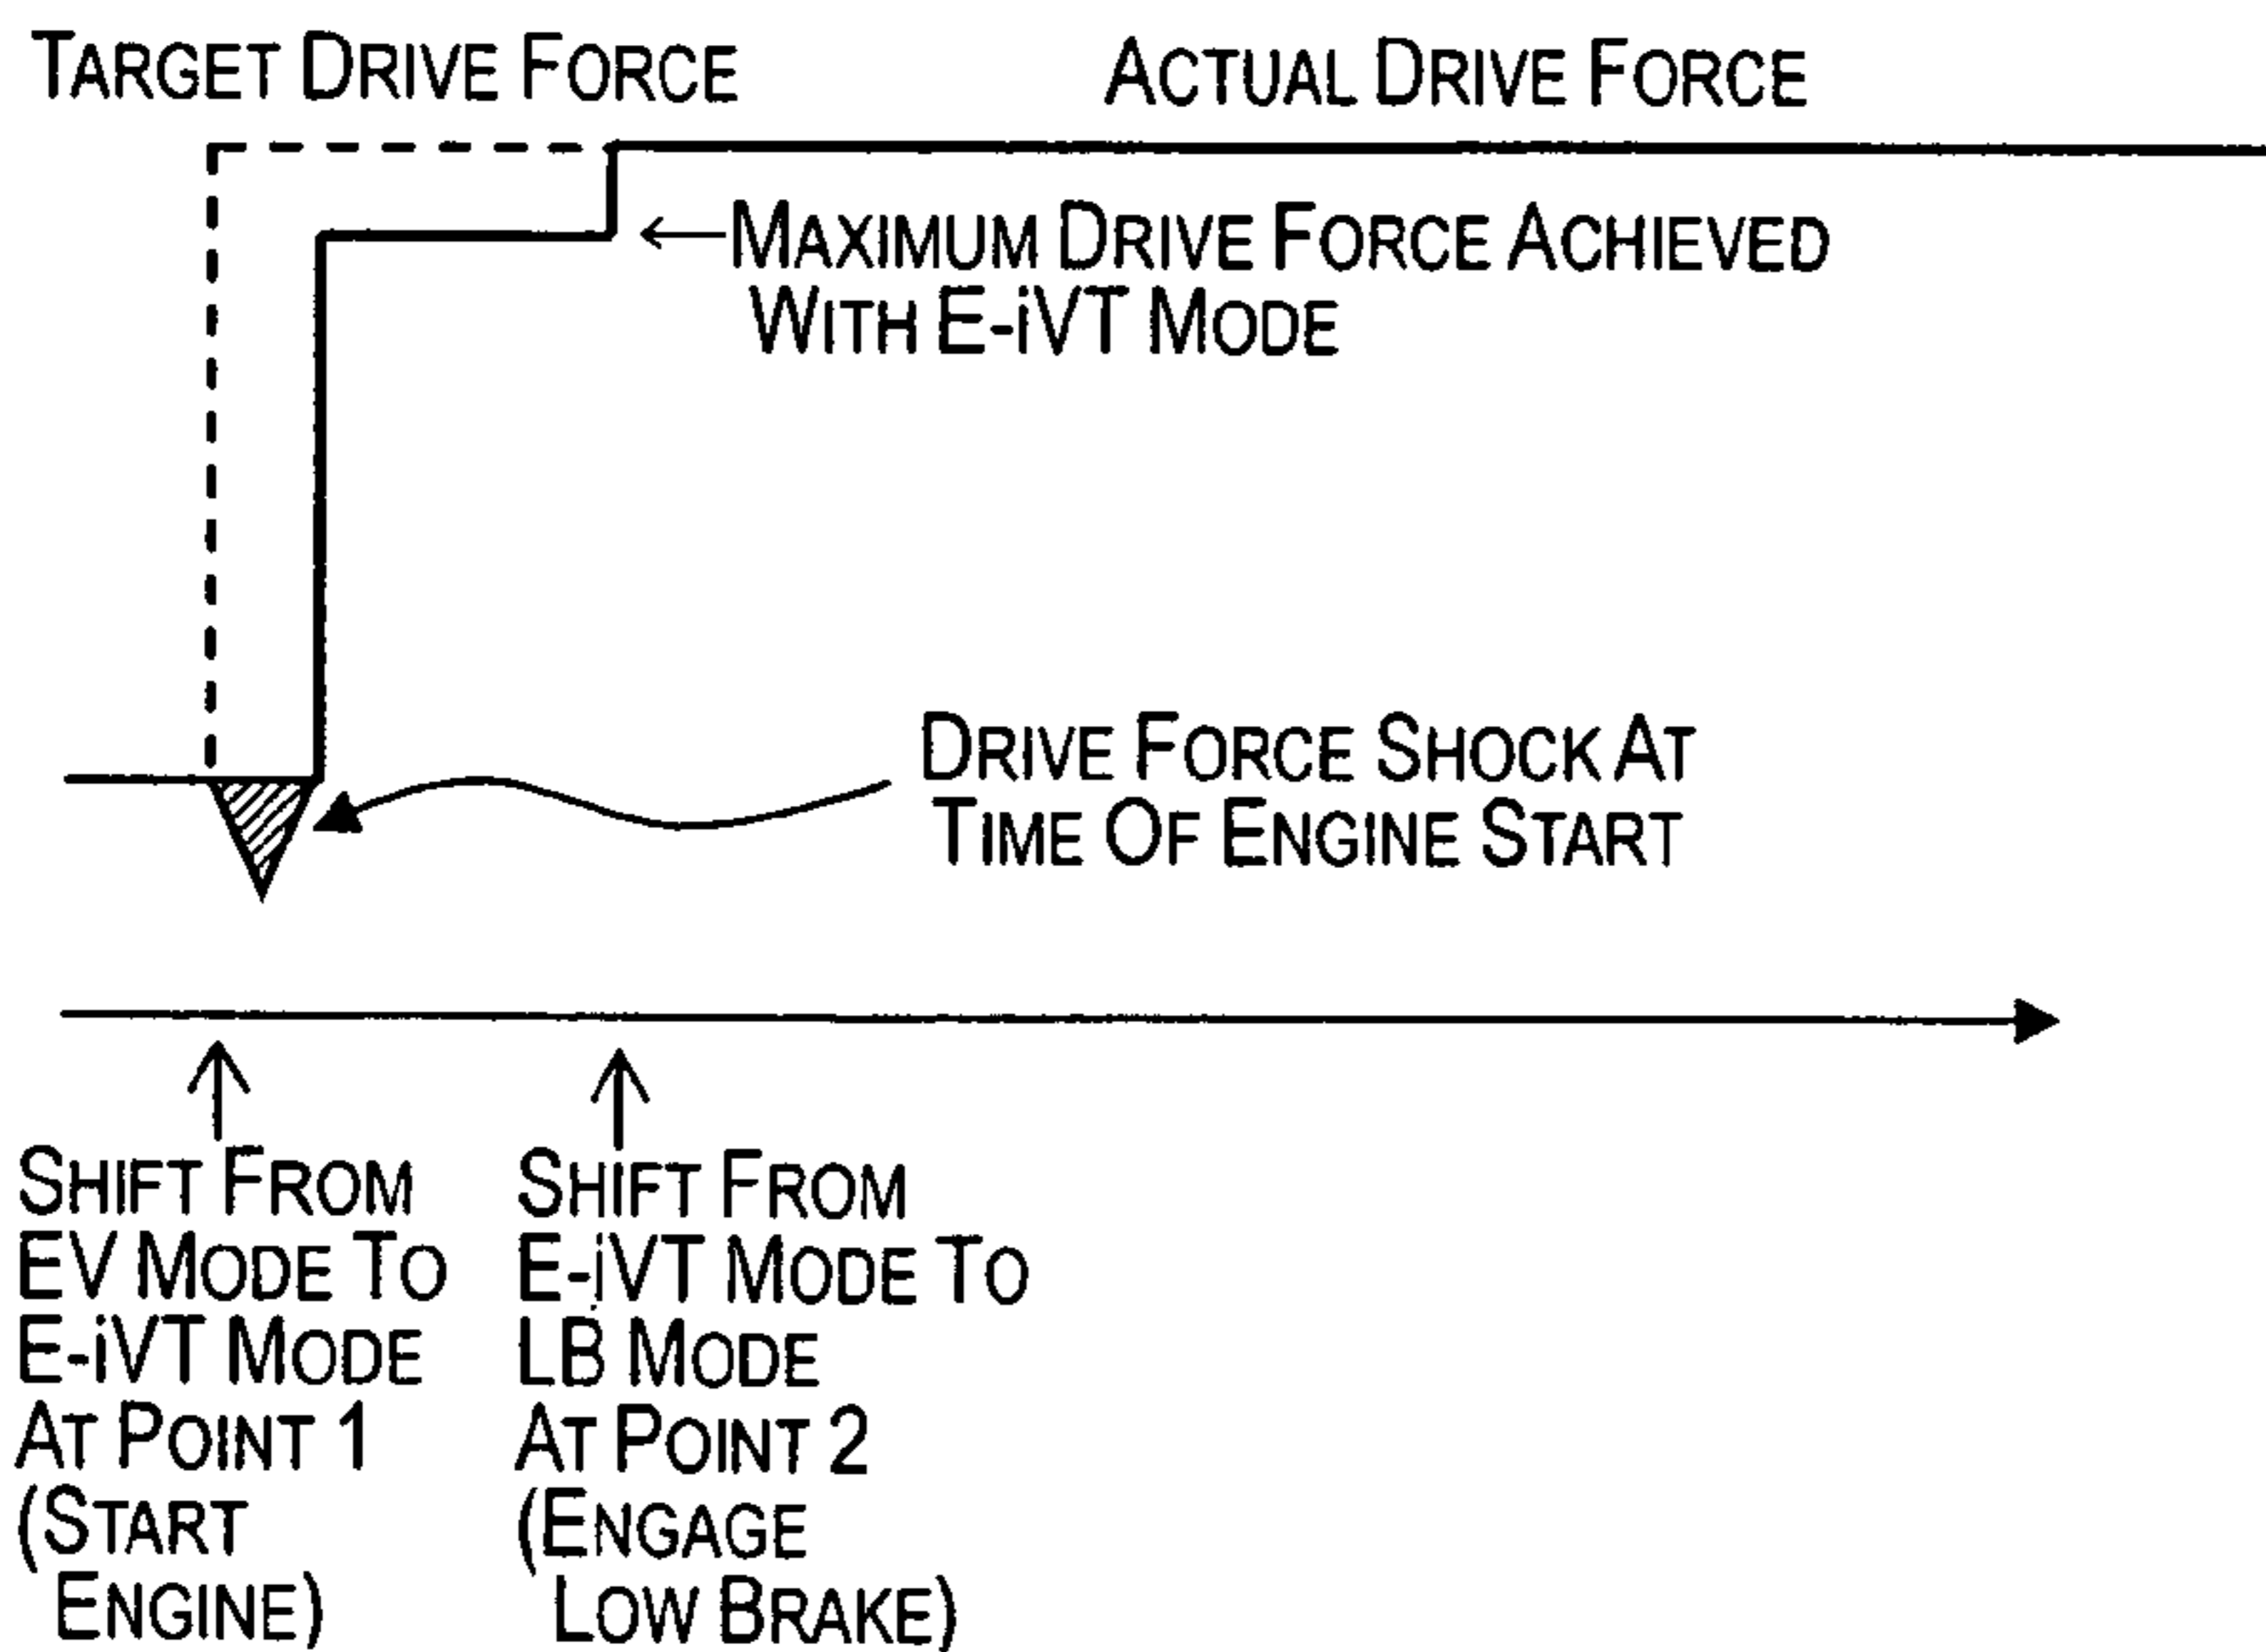 TARGET DRIVE FORCE
ACTUAL DRIVE FORCE
MAXIMUM DRIVE FORCE ACHIEVED
WITH E-iVT MODE
DRIVE FORCE SHOCK AT
TIME OF ENGINE START
SHIFT FROM
EV MODE TO
E-iVT MODE
AT POINT 1
(START
ENGINE)
SHIFT FROM
E-iVT MODE TO
LB MODE
AT POINT 2
(ENGAGE
LOW BRAKE)